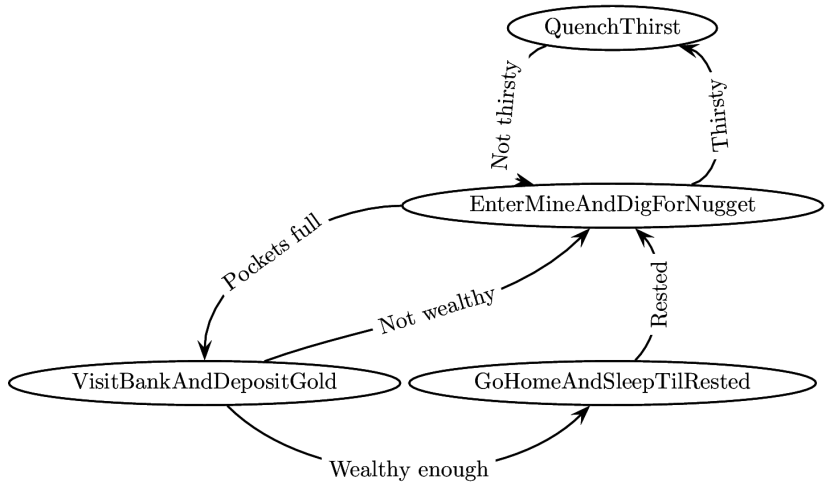 QuenchThirst
Not thirsty
Thirsty
EnterMineAndDigForNugget
Pockets full
Not wealthy
Rested
VisitBankAndDepositGold
GoHomeAndSleepTilRested
Wealthy enough